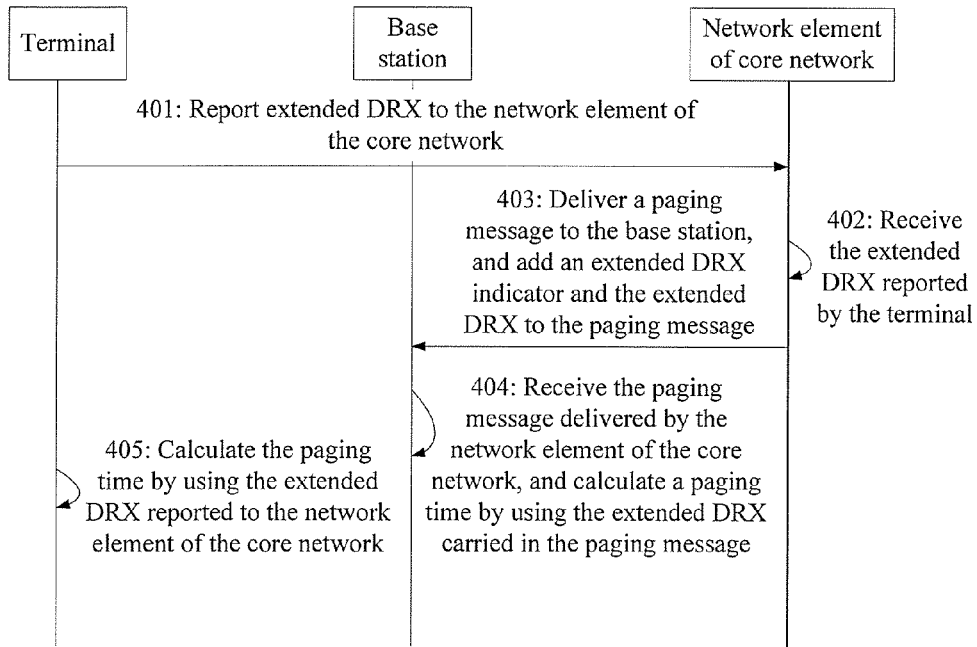 Terminal
Base
station
Network element
of core network
401: Report extended DRX to the network element of
the core network
403: Deliver a paging
message to the base station,
and add an extended DRX
indicator and the extended
DRX to the paging message
402: Receive
the extended
DRX reported
by the terminal
404: Receive the paging
message delivered by the
network element of the core
network, and calculate a paging
time by using the extended DRX
carried in the paging message
405: Calculate the paging
time by using the extended
DRX reported to the network
element of the core network